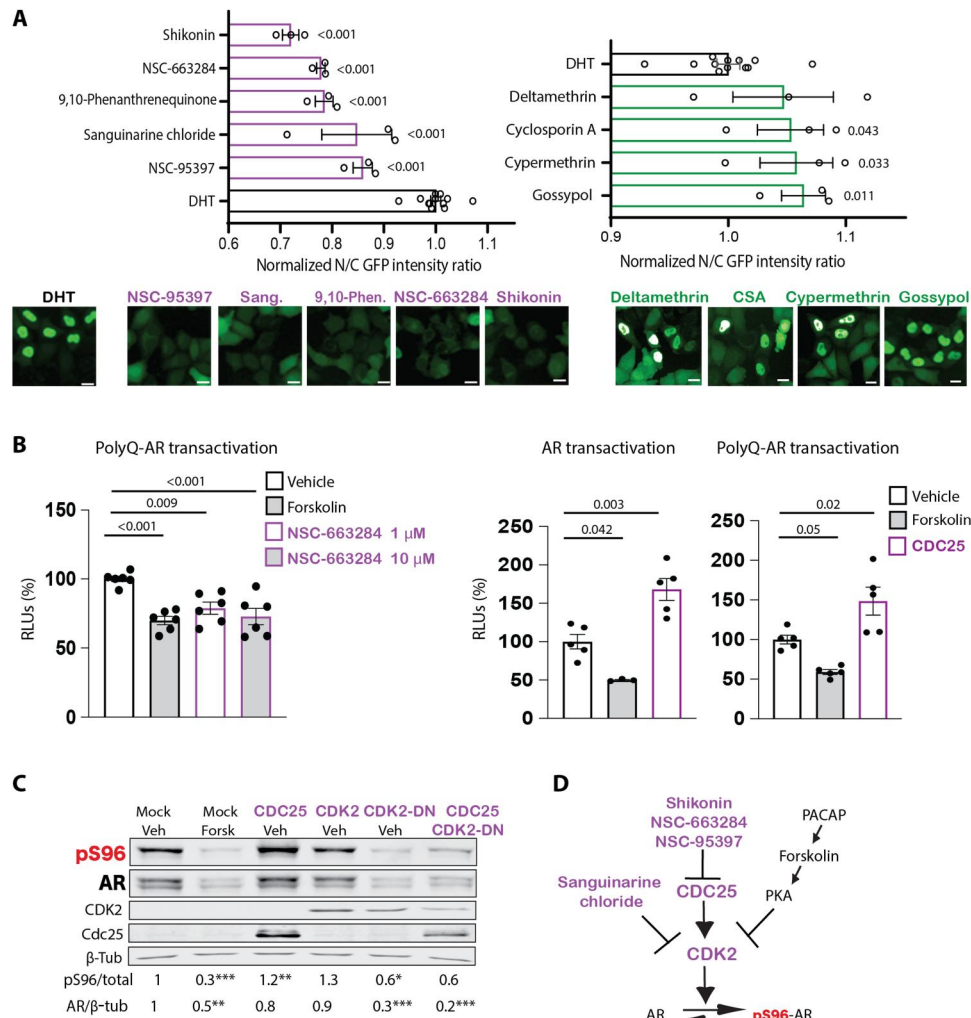 A
Shikonin
<0.001
NSC-663284
<0.001
9,10-Phenanthrenequinone
<0.001
Sanguinarine chloride
<0.001
NSC-95397
<0.001
DHT
0.6 0.7 0.8 0.9 1.0 1.1
Normalized N/C GFP intensity ratio
DHT
Deltamethrin
Cyclosporin A
0.043
Cypermethrin
0.033
Gossypol
0.011
0.9 1.0 1.1
Normalized N/C GFP intensity ratio
DHT
NSC-95397 Sang. 9,10-Phen. NSC-663284 Shikonin
Deltamethrin CSA Cypermethrin Gossypol
B
PolyQ-AR transactivation
<0.001
0.009
<0.001
Vehicle
Forskolin
NSC-663284 1 μM
NSC-663284 10 μM
150
100
50
0
RLUs (%)
AR transactivation
0.003
0.042
250
200
150
100
50
0
RLUs (%)
PolyQ-AR transactivation
0.02
0.05
250
200
150
100
50
0
Vehicle
Forskolin
CDC25
C
Mock Mock CDC25 CDK2 CDK2-DN CDC25
Veh Forsk Veh Veh Veh CDK2-DN
pS96
AR
CDK2
Cdc25
β-Tub
pS96/total 1 0.3*** 1.2** 1.3 0.6* 0.6
AR/β-tub 1 0.5** 0.8 0.9 0.3*** 0.2***
D
Shikonin
NSC-663284
NSC-95397
PACAP
Forskolin
PKA
Sanguinarine
chloride
CDC25
CDK2
AR pS96-AR